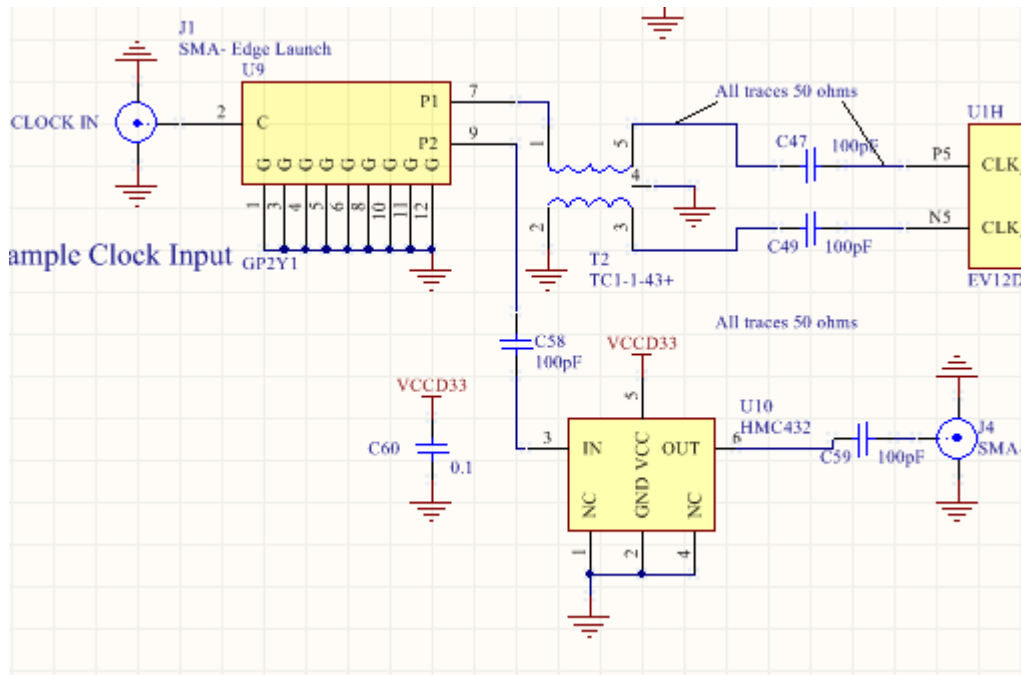 J1
SMA- Edge Launch
U9
CLOCK IN
2
C
P1
P2
7
9
G G G G G G G G G
1 3 4 5 6 8 10 11 12
ample Clock Input
GP2Y1
1
5
4
2
3
T2
TC1-1-43+
All traces 50 ohms
C47
100pF
C49
100pF
U1H
P5
CLK_
N5
CLK_
EV12D
All traces 50 ohms
C58
100pF
VCCD33
C60
0.1
VCCD33
5
U10
HMC432
3
IN
GND VCC
OUT
6
NC
NC
1
2
4
C59
100pF
J4
SMA-